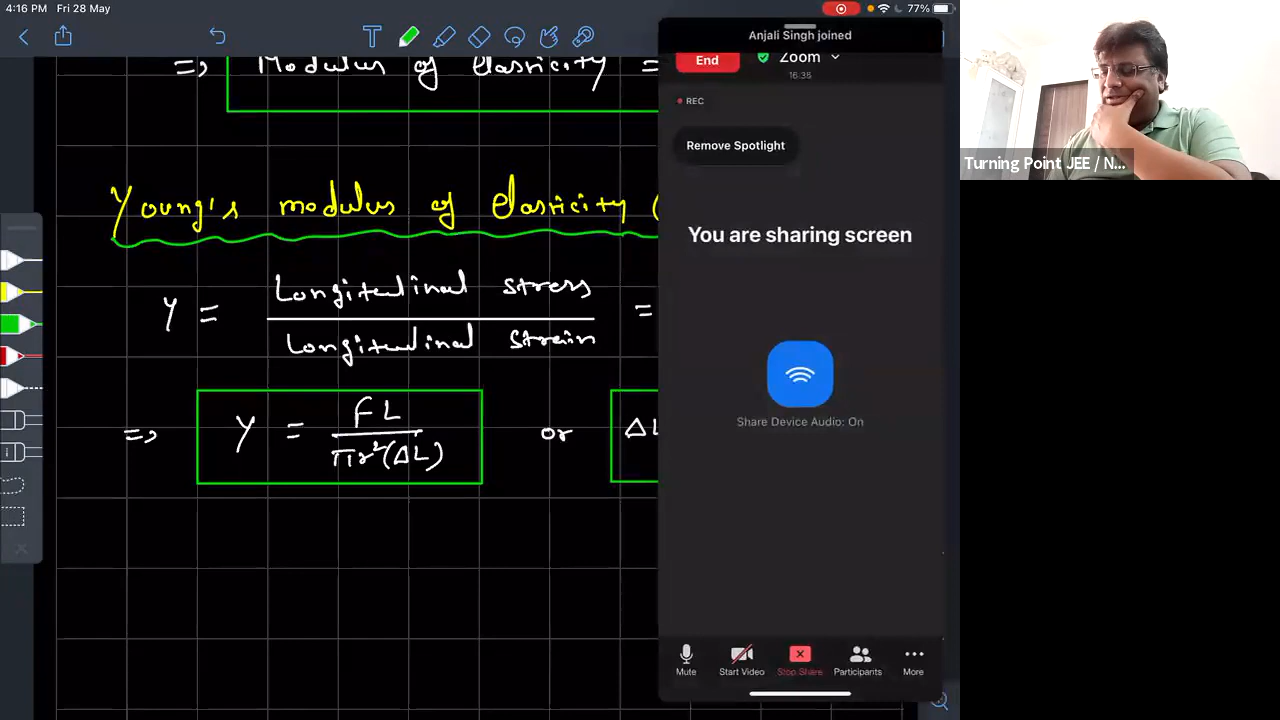 4:16 PM Fri 28 May
77%
T
=> Modulus of Elasticity =
Young's modulus of Elasticity (
Y = Longitudinal stress =
Longitudinal strain
=> Y = FL or ΔL
πr²(ΔL)
Anjali Singh joined
End Zoom
16:35
REC
Remove Spotlight
You are sharing screen
Share Device Audio: On
Mute Start Video Stop Share Participants More
Turning Point JEE / N...